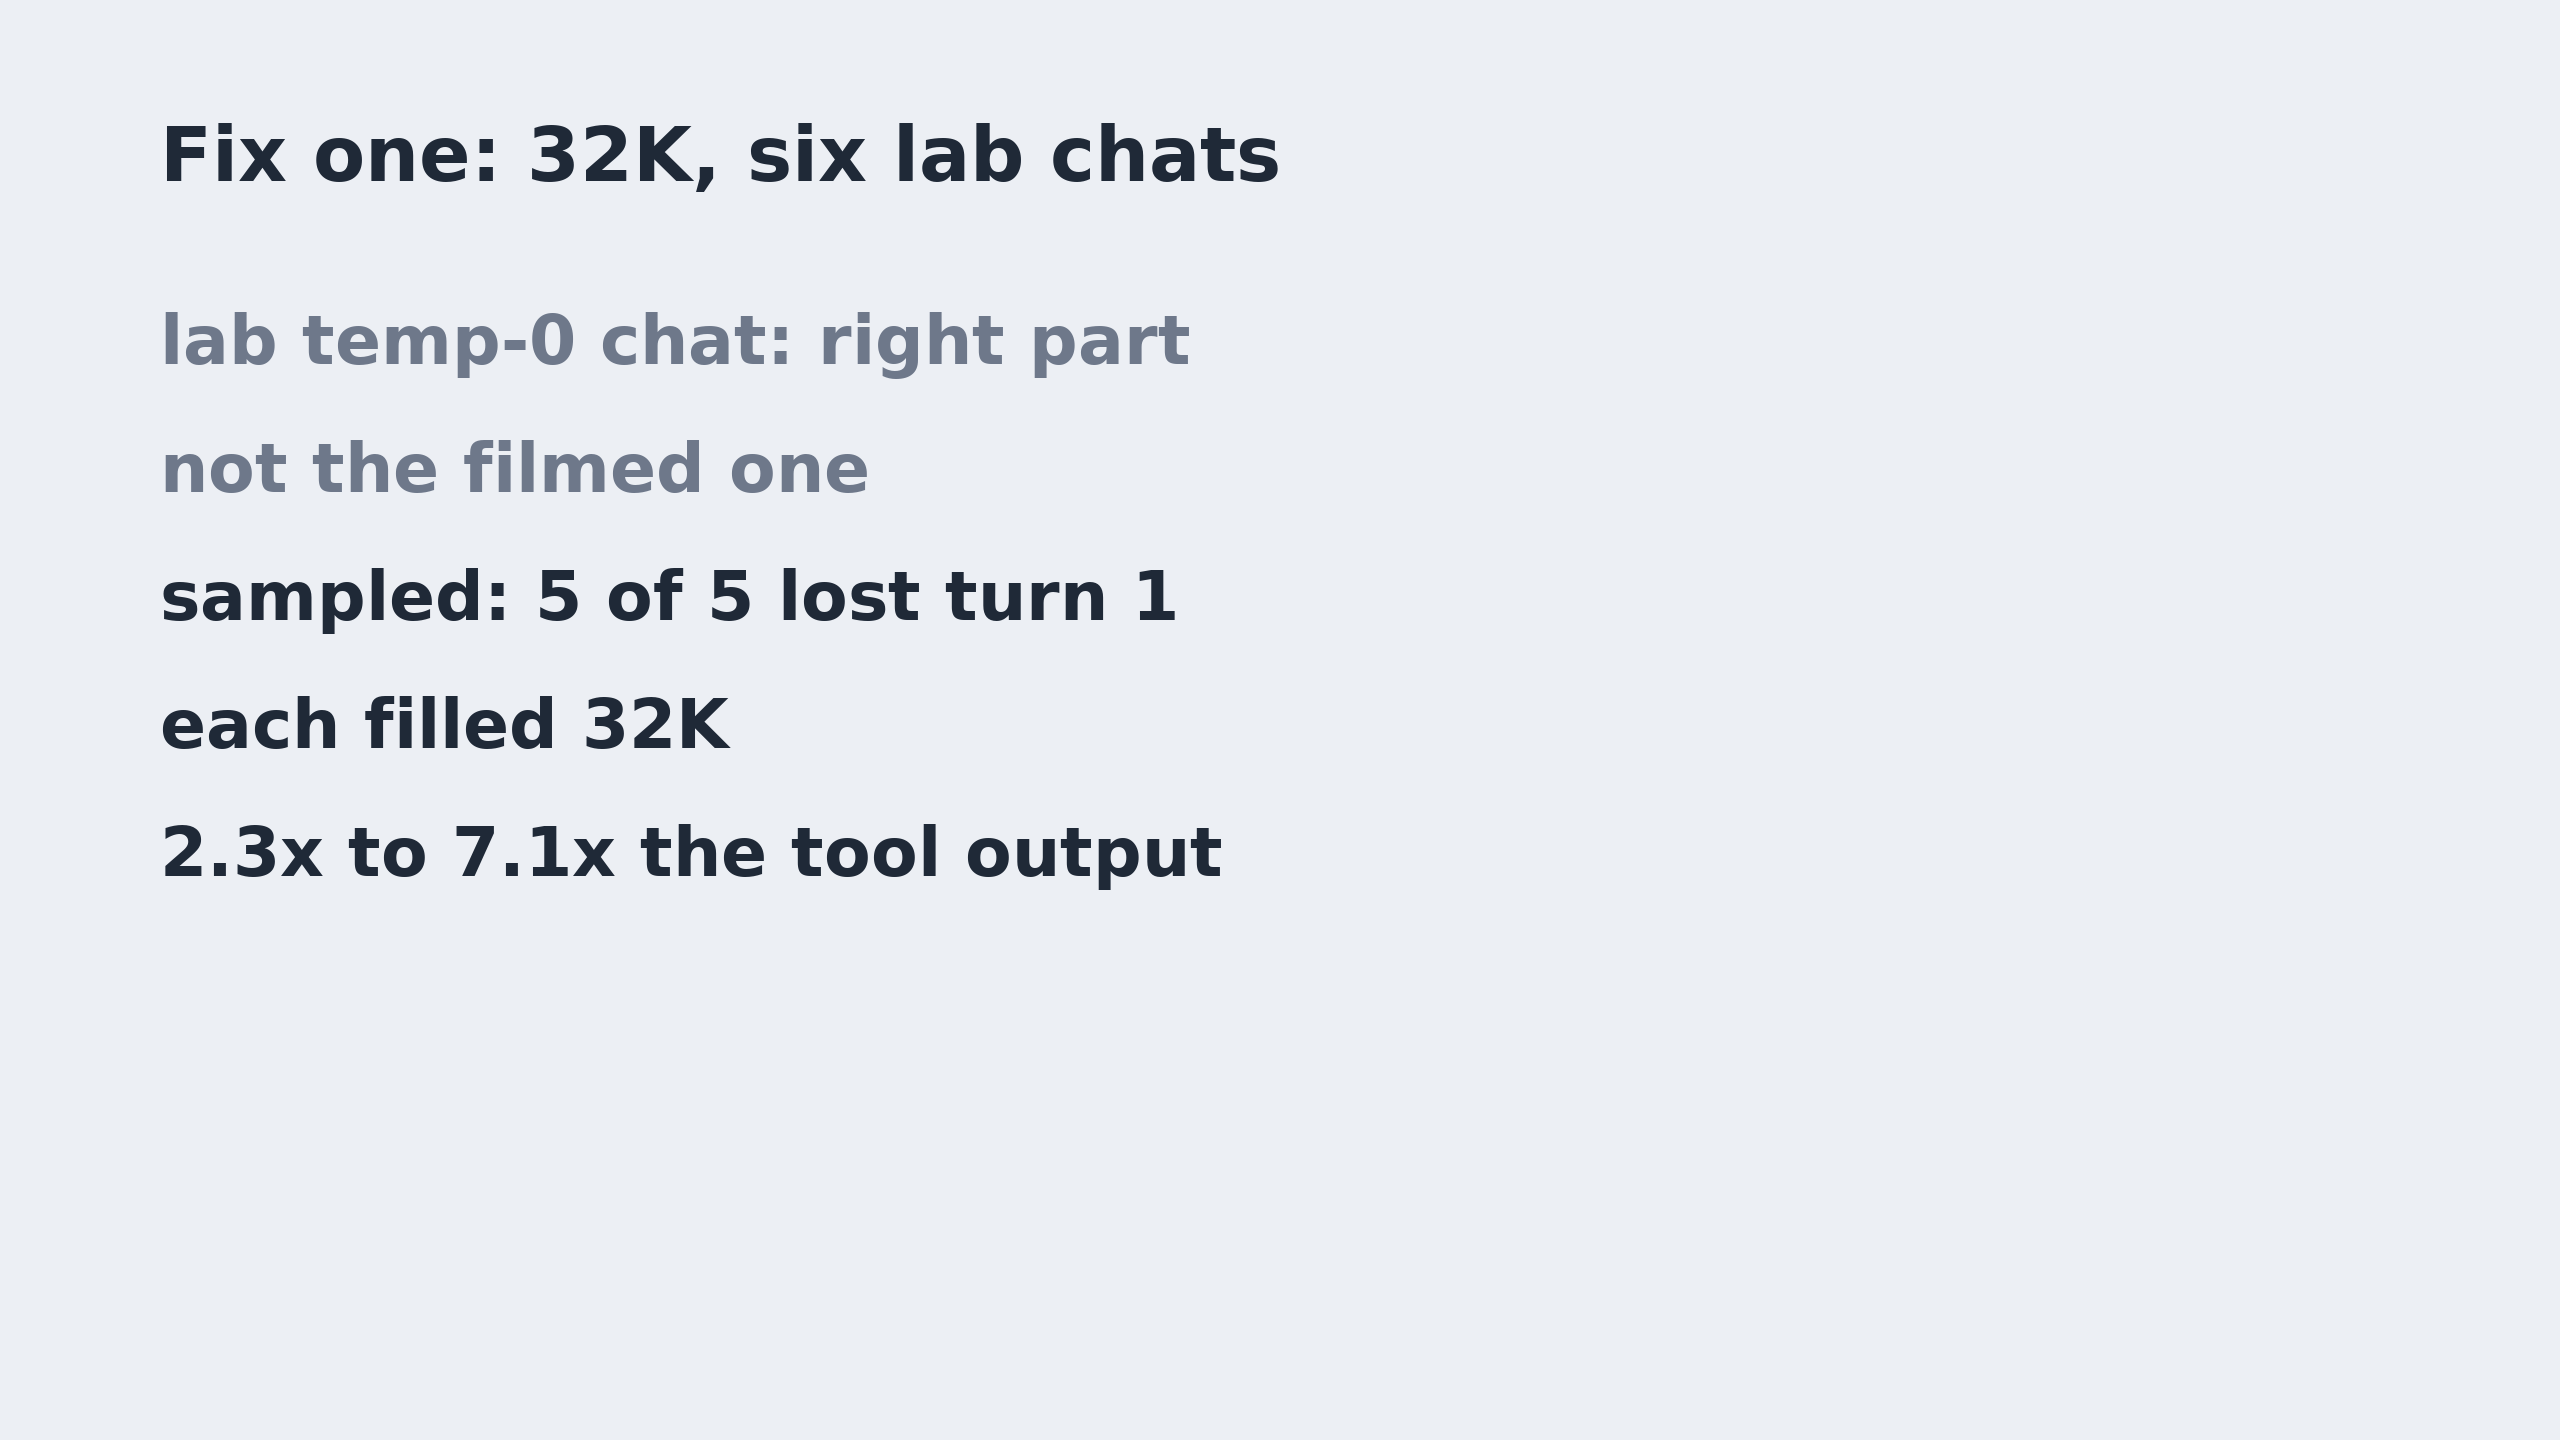 Fix one: 32K, six lab chats
lab temp-0 chat: right part
not the filmed one
sampled: 5 of 5 lost turn 1
each filled 32K
2.3x to 7.1x the tool output